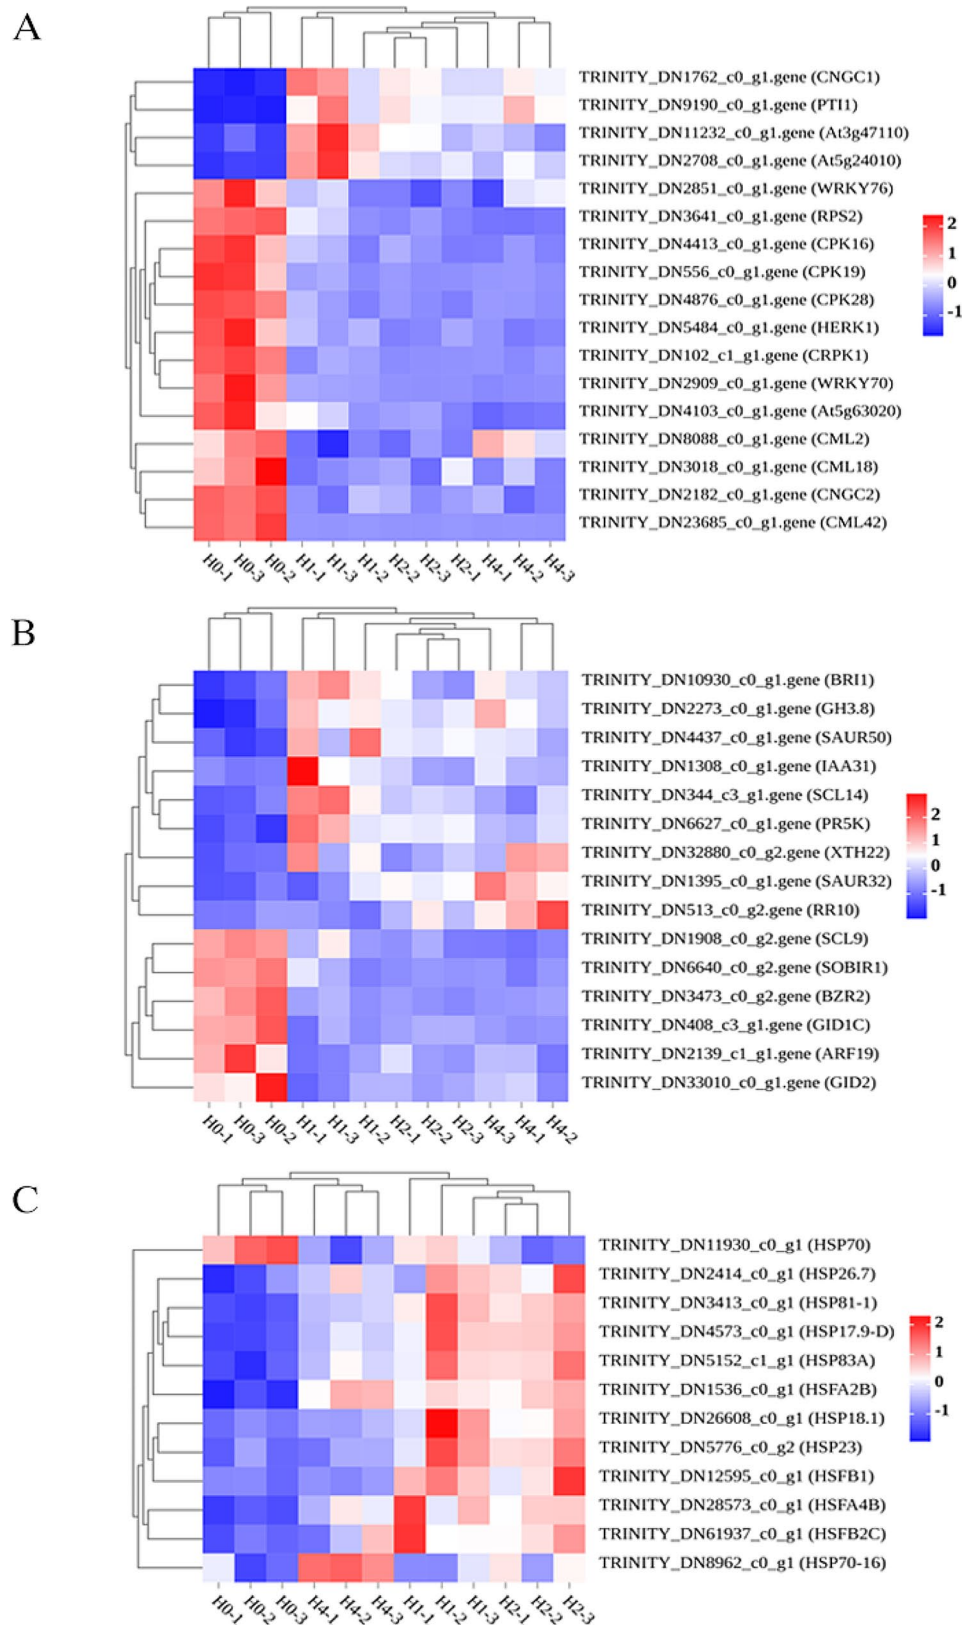 A
TRINITY_DN1762_c0_g1.gene (CNGC1)
TRINITY_DN9190_c0_g1.gene (PTI1)
TRINITY_DN11232_c0_g1.gene (At3g47110)
TRINITY_DN2708_c0_g1.gene (At5g24010)
TRINITY_DN2851_c0_g1.gene (WRKY76)
TRINITY_DN3641_c0_g1.gene (RPS2)
TRINITY_DN4413_c0_g1.gene (CPK16)
TRINITY_DN556_c0_g1.gene (CPK19)
TRINITY_DN4876_c0_g1.gene (CPK28)
TRINITY_DN5484_c0_g1.gene (HERK1)
TRINITY_DN102_c1_g1.gene (CRPK1)
TRINITY_DN2909_c0_g1.gene (WRKY70)
TRINITY_DN4103_c0_g1.gene (At5g63020)
TRINITY_DN8088_c0_g1.gene (CML2)
TRINITY_DN3018_c0_g1.gene (CML18)
TRINITY_DN2182_c0_g1.gene (CNGC2)
TRINITY_DN23685_c0_g1.gene (CML42)
2
1
0
-1
H0-1 H0-3 H0-2 H1-1 H1-3 H1-2 H2-2 H2-3 H2-1 H4-1 H4-2 H4-3
B
TRINITY_DN10930_c0_g1.gene (BRI1)
TRINITY_DN2273_c0_g1.gene (GH3.8)
TRINITY_DN4437_c0_g1.gene (SAUR50)
TRINITY_DN1308_c0_g1.gene (IAA31)
TRINITY_DN344_c3_g1.gene (SCL14)
TRINITY_DN6627_c0_g1.gene (PR5K)
TRINITY_DN32880_c0_g2.gene (XTH22)
TRINITY_DN1395_c0_g1.gene (SAUR32)
TRINITY_DN513_c0_g2.gene (RR10)
TRINITY_DN1908_c0_g2.gene (SCL9)
TRINITY_DN6640_c0_g2.gene (SOBIR1)
TRINITY_DN3473_c0_g2.gene (BZR2)
TRINITY_DN408_c3_g1.gene (GID1C)
TRINITY_DN2139_c1_g1.gene (ARF19)
TRINITY_DN33010_c0_g1.gene (GID2)
2
1
0
-1
H0-1 H0-3 H0-2 H1-1 H1-3 H1-2 H2-1 H2-2 H2-3 H4-3 H4-1 H4-2
C
TRINITY_DN11930_c0_g1 (HSP70)
TRINITY_DN2414_c0_g1 (HSP26.7)
TRINITY_DN3413_c0_g1 (HSP81-1)
TRINITY_DN4573_c0_g1 (HSP17.9-D)
TRINITY_DN5152_c1_g1 (HSP83A)
TRINITY_DN1536_c0_g1 (HSFA2B)
TRINITY_DN26608_c0_g1 (HSP18.1)
TRINITY_DN5776_c0_g2 (HSP23)
TRINITY_DN12595_c0_g1 (HSFB1)
TRINITY_DN28573_c0_g1 (HSFA4B)
TRINITY_DN61937_c0_g1 (HSFB2C)
TRINITY_DN8962_c0_g1 (HSP70-16)
2
1
0
-1
H0-1 H0-2 H0-3 H4-1 H4-2 H4-3 H1-1 H1-2 H1-3 H2-1 H2-2 H2-3